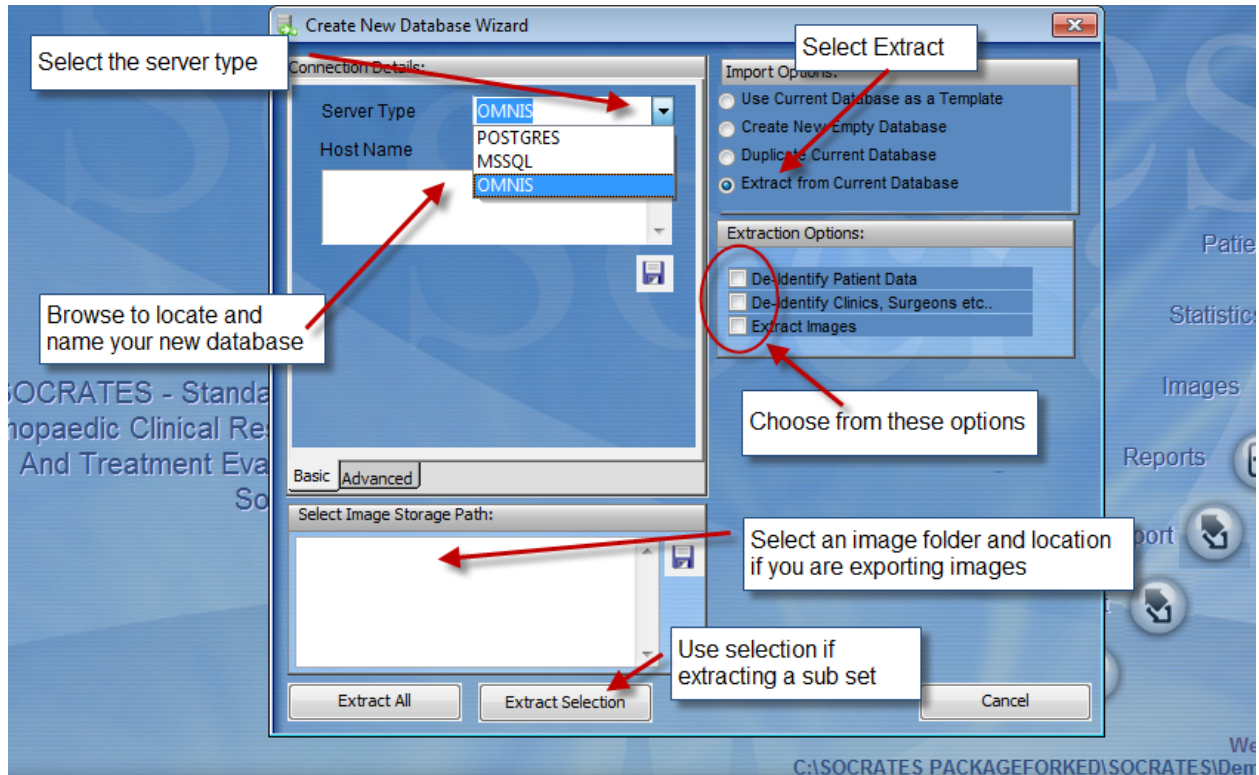 Create New Database Wizard
Select the server type
Select Extract
Connection Details:
Import Options:
Server Type
OMNIS
POSTGRES
MSSQL
OMNIS
Host Name
Use Current Database as a Template
Create New Empty Database
Duplicate Current Database
Extract from Current Database
Extraction Options:
De-Identify Patient Data
De-Identify Clinics, Surgeons etc..
Extract Images
Browse to locate and
name your new database
Choose from these options
Basic
Advanced
Select Image Storage Path:
Select an image folder and location
if you are exporting images
Use selection if
extracting a sub set
Extract All
Extract Selection
Cancel
SOCRATES - Standa
hopaedic Clinical Res
And Treatment Eva
So
Patie
Statistics
Images
Reports
port
t
We
C:\SOCRATES PACKAGEFORKED\SOCRATES\Dem